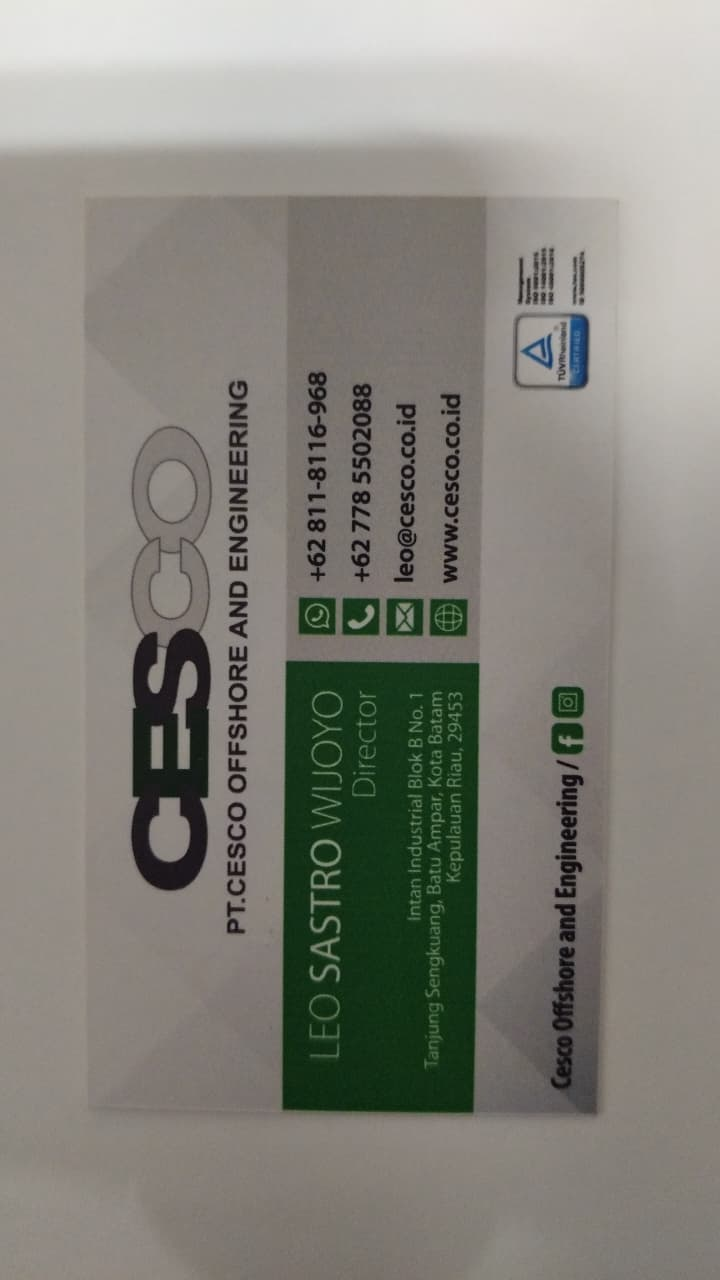 CESCO
PT.CESCO OFFSHORE AND ENGINEERING
LEO SASTRO WIJOYO
Director
Intan Industrial Blok B No. 1
Tanjung Sengkuang, Batu Ampar, Kota Batam
Kepulauan Riau, 29453
+62 811-8116-968
+62 778 5502088
leo@cesco.co.id
www.cesco.co.id
Cesco Offshore and Engineering /
TÜVRheinland
CERTIFIED
Management
System